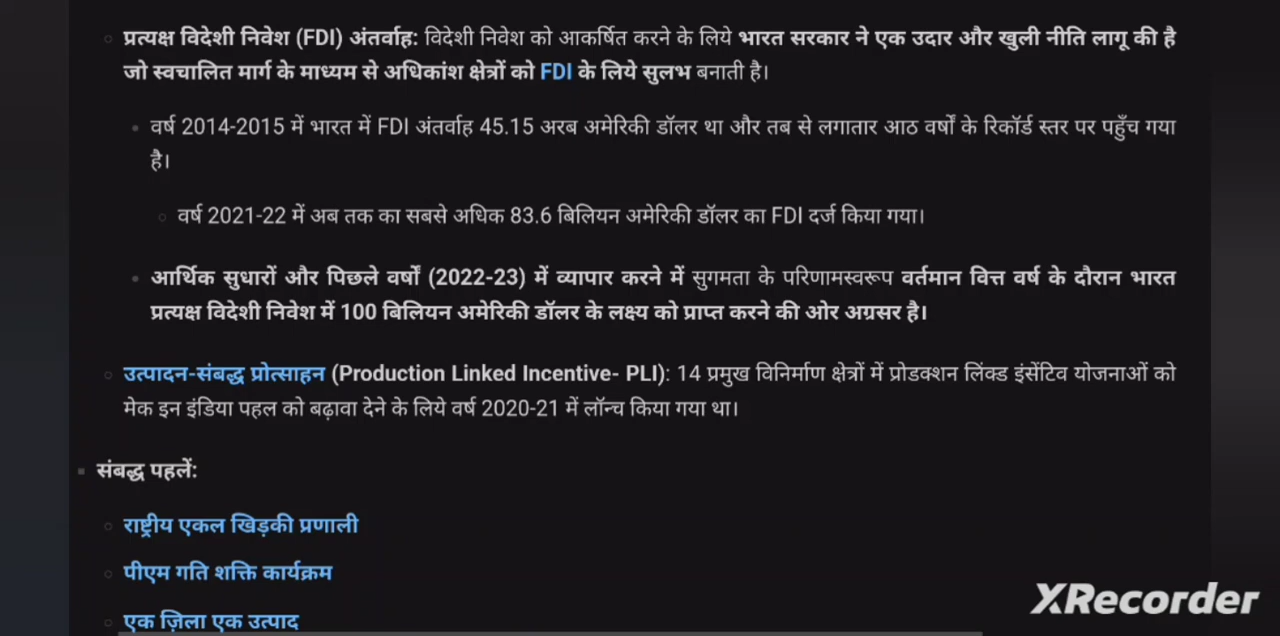 प्रत्यक्ष विदेशी निवेश (FDI) अंतर्वाह: विदेशी निवेश को आकर्षित करने के लिये भारत सरकार ने एक उदार और खुली नीति लागू की है
जो स्वचालित मार्ग के माध्यम से अधिकांश क्षेत्रों को FDI के लिये सुलभ बनाती है।
वर्ष 2014-2015 में भारत में FDI अंतर्वाह 45.15 अरब अमेरिकी डॉलर था और तब से लगातार आठ वर्षों के रिकॉर्ड स्तर पर पहुँच गया
है।
वर्ष 2021-22 में अब तक का सबसे अधिक 83.6 बिलियन अमेरिकी डॉलर का FDI दर्ज किया गया।
आर्थिक सुधारों और पिछले वर्षों (2022-23) में व्यापार करने में सुगमता के परिणामस्वरूप वर्तमान वित्त वर्ष के दौरान भारत
प्रत्यक्ष विदेशी निवेश में 100 बिलियन अमेरिकी डॉलर के लक्ष्य को प्राप्त करने की ओर अग्रसर है।
उत्पादन-संबद्ध प्रोत्साहन (Production Linked Incentive- PLI): 14 प्रमुख विनिर्माण क्षेत्रों में प्रोडक्शन लिंक्ड इंसेंटिव योजनाओं को
मेक इन इंडिया पहल को बढ़ावा देने के लिये वर्ष 2020-21 में लॉन्च किया गया था।
संबद्ध पहलें:
राष्ट्रीय एकल खिड़की प्रणाली
पीएम गति शक्ति कार्यक्रम
एक ज़िला एक उत्पाद
XRecorder